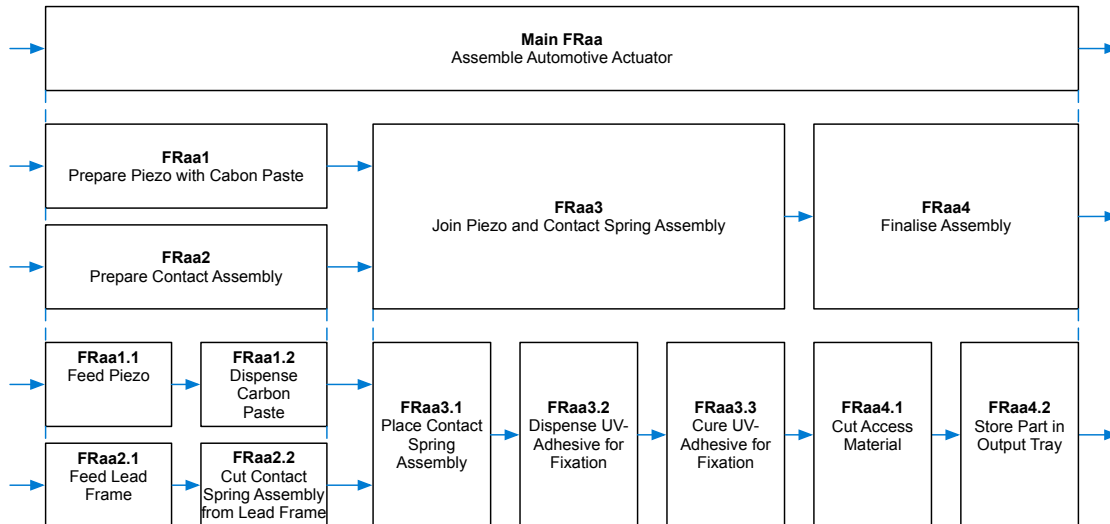 Main FRaa
Assemble Automotive Actuator
FRaa1
Prepare Piezo with Cabon Paste
FRaa2
Prepare Contact Assembly
FRaa3
Join Piezo and Contact Spring Assembly
FRaa4
Finalise Assembly
FRaa1.1
Feed Piezo
FRaa1.2
Dispense
Carbon
Paste
FRaa2.1
Feed Lead
Frame
FRaa2.2
Cut Contact
Spring Assembly
from Lead Frame
FRaa3.1
Place Contact
Spring
Assembly
FRaa3.2
Dispense UV-
Adhesive for
Fixation
FRaa3.3
Cure UV-
Adhesive for
Fixation
FRaa4.1
Cut Access
Material
FRaa4.2
Store Part in
Output Tray